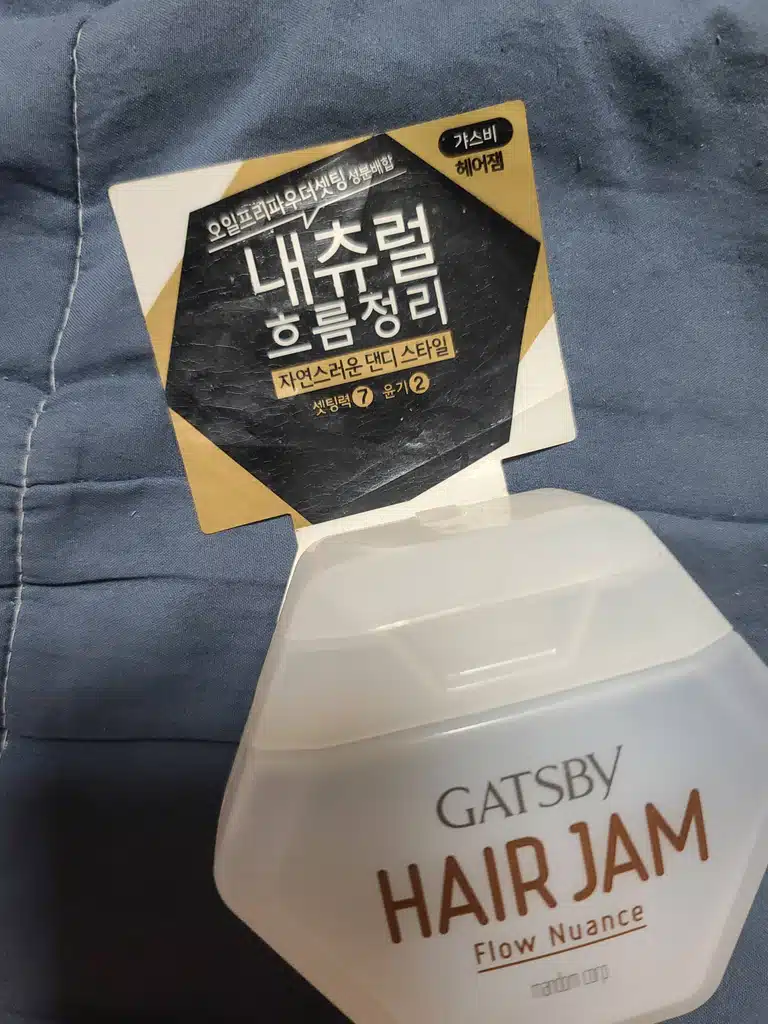 갸스비
헤어잼
오일프리파우더셋팅 성분배합
내츄럴
흐름정리
자연스러운 댄디 스타일
셋팅력 7 윤기 2
GATSBY
HAIR JAM
Flow Nuance
mandom corp